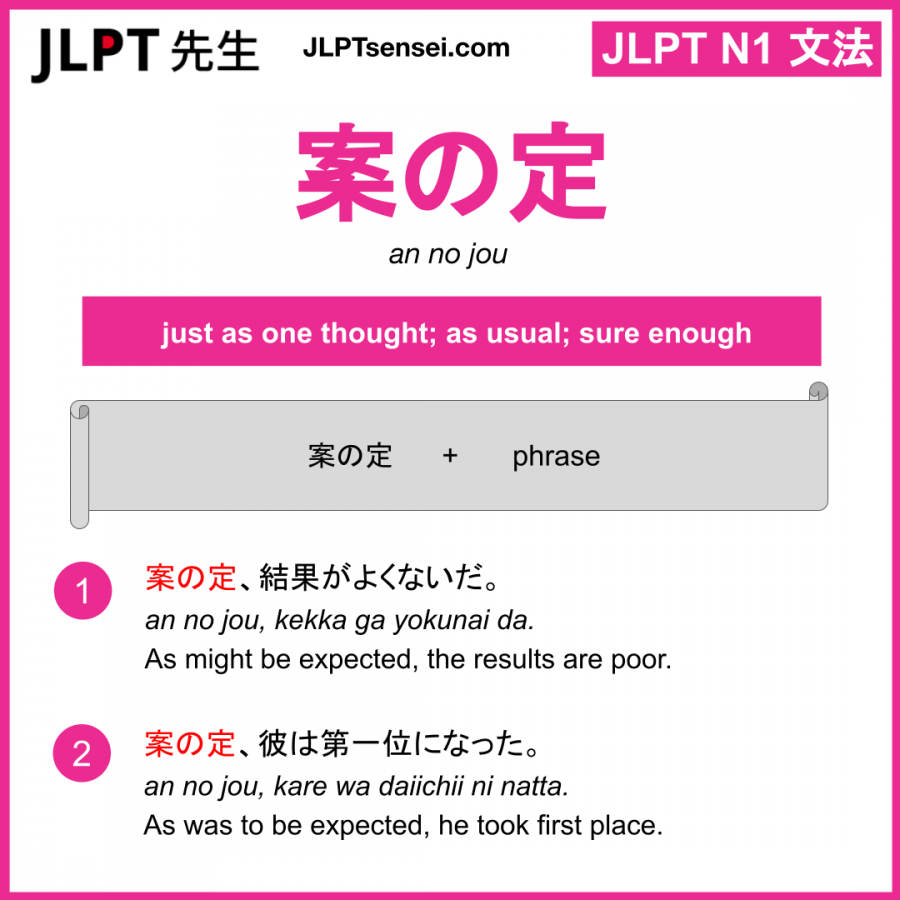 JLPT 先生
JLPTsensei.com
JLPT N1 文法
案の定
an no jou
just as one thought; as usual; sure enough
案の定 + phrase
1
案の定、結果がよくないだ。
an no jou, kekka ga yokunai da.
As might be expected, the results are poor.
2
案の定、彼は第一位になった。
an no jou, kare wa daiichii ni natta.
As was to be expected, he took first place.